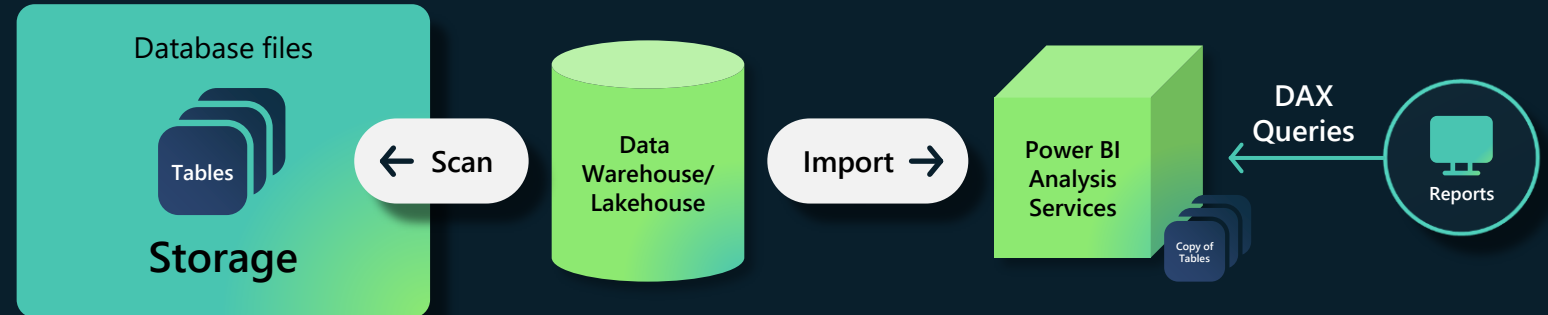 Database files
Tables
Storage
Scan
Data
Warehouse/
Lakehouse
Import
Power BI
Analysis
Services
Copy of
Tables
DAX
Queries
Reports